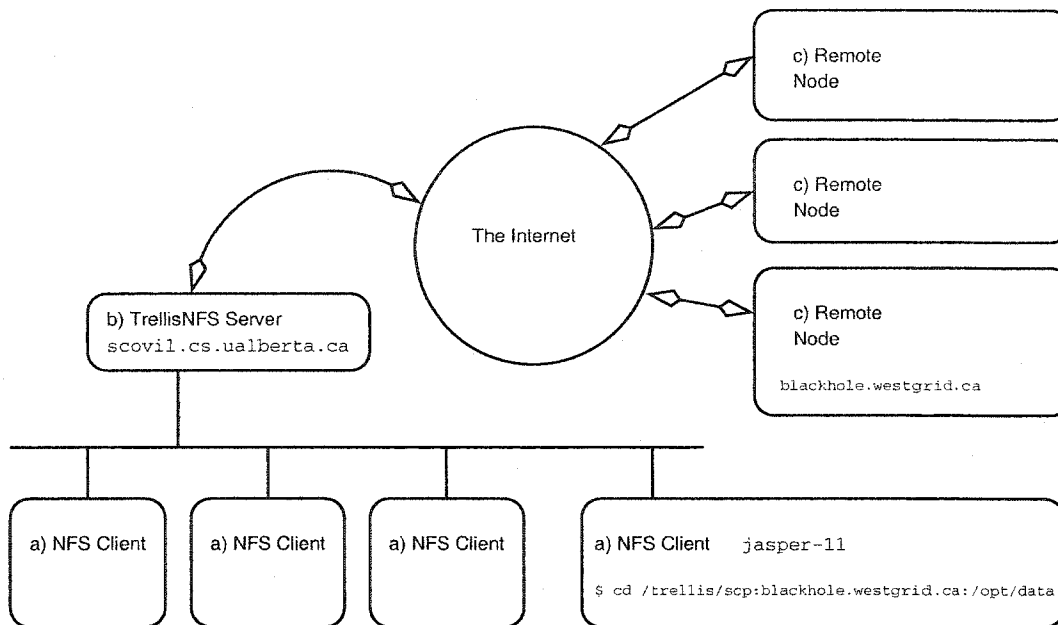 c) Remote
Node
c) Remote
Node
The Internet
b) TrellisNFS Server
scovil.cs.ualberta.ca
c) Remote
Node
blackhole.westgrid.ca
a) NFS Client
a) NFS Client
a) NFS Client
a) NFS Client jasper-11
$ cd /trellis/scp:blackhole.westgrid.ca:/opt/data